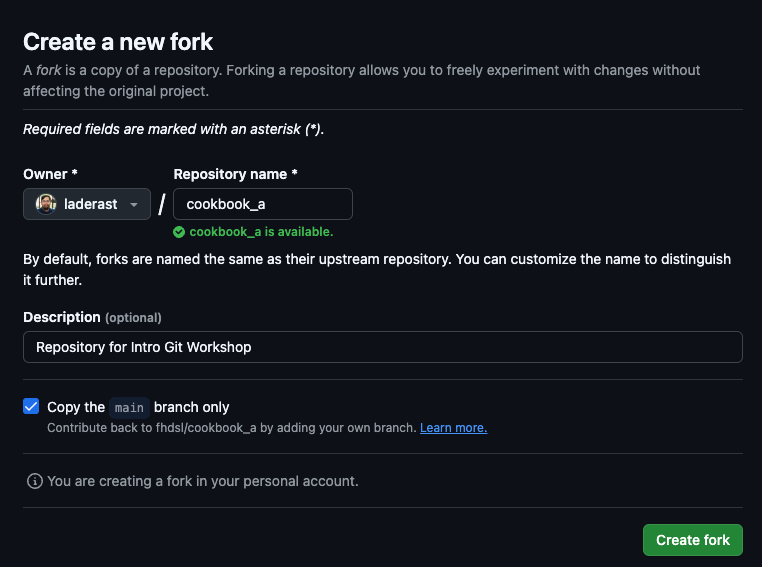 Create a new fork
A fork is a copy of a repository. Forking a repository allows you to freely experiment with changes without
affecting the original project.
Required fields are marked with an asterisk (*).
Owner * Repository name *
laderast / cookbook_a
cookbook_a is available.
By default, forks are named the same as their upstream repository. You can customize the name to distinguish
it further.
Description (optional)
Repository for Intro Git Workshop
Copy the main branch only
Contribute back to fhdsl/cookbook_a by adding your own branch. Learn more.
You are creating a fork in your personal account.
Create fork